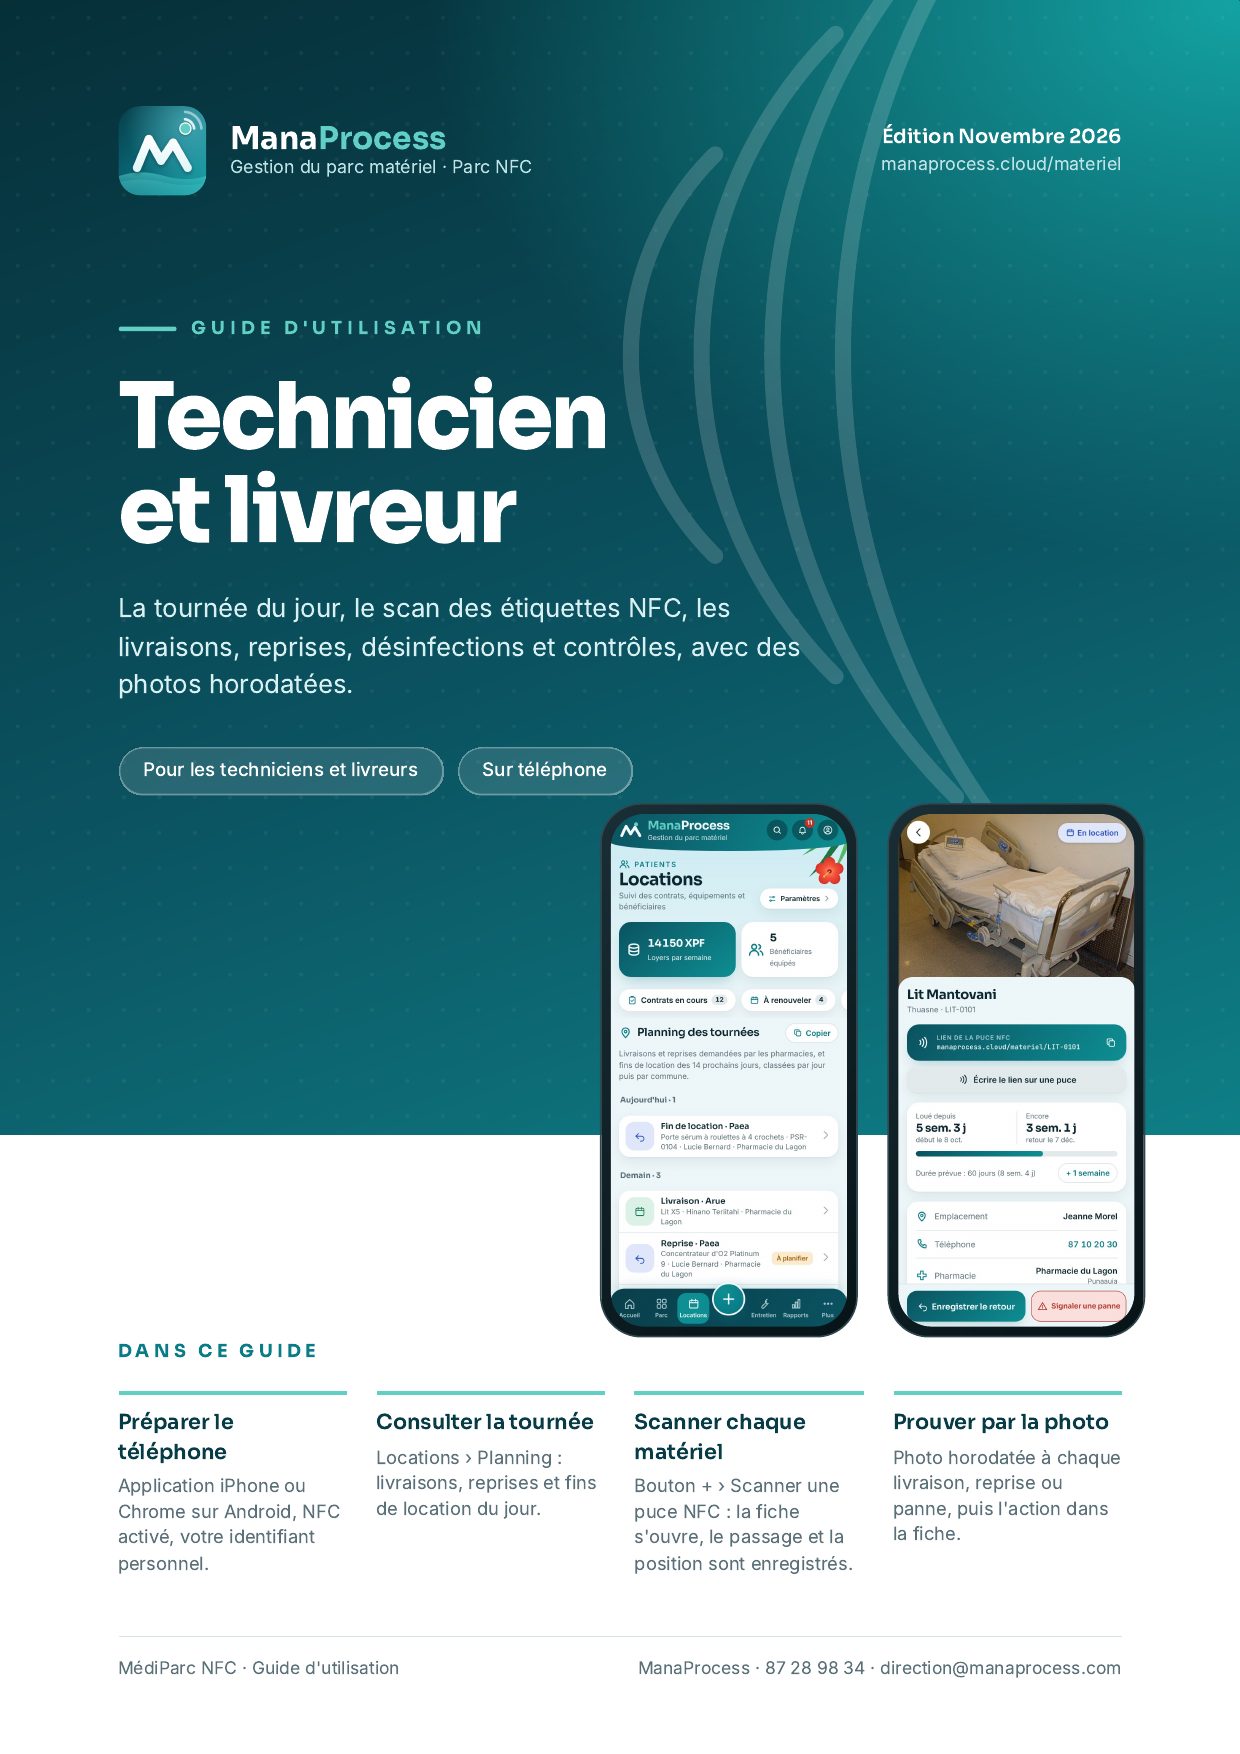 ManaProcess
Gestion du parc matériel · Parc NFC
Édition Novembre 2026
manaprocess.cloud/materiel
GUIDE D'UTILISATION
Technicien
et livreur
La tournée du jour, le scan des étiquettes NFC, les
livraisons, reprises, désinfections et contrôles, avec des
photos horodatées.
Pour les techniciens et livreurs
Sur téléphone
ManaProcess
Gestion du parc matériel
11
PATIENTS
Locations
Suivi des contrats, équipements et
bénéficiaires
Paramètres
14 150 XPF
Loyers par semaine
5
Bénéficiaires
équipés
Contrats en cours 12
À renouveler 4
Planning des tournées
Copier
Livraisons et reprises demandées par les pharmacies, et
fins de location des 14 prochains jours, classées par jour
puis par commune.
Aujourd'hui · 1
Fin de location · Paea
Porte sérum à roulettes à 4 crochets · PSR-
0104 · Lucie Bernard · Pharmacie du Lagon
Demain · 3
Livraison · Arue
Lit X5 · Hinano Teriitahi · Pharmacie du
Lagon
Reprise · Paea
Concentrateur d'O2 Platinum
9 · Lucie Bernard · Pharmacie
du Lagon
À planifier
Accueil
Parc
Locations
Entretien
Rapports
Plus
En location
Lit Mantovani
Thuasne · LIT-0101
LIEN DE LA PUCE NFC
manaprocess.cloud/materiel/LIT-0101
Écrire le lien sur une puce
Loué depuis
5 sem. 3 j
début le 8 oct.
Encore
3 sem. 1 j
retour le 7 déc.
Durée prévue : 60 jours (8 sem. 4 j)
+ 1 semaine
Emplacement
Jeanne Morel
Téléphone
87 10 20 30
Pharmacie
Pharmacie du Lagon
Punaauia
Enregistrer le retour
Signaler une panne
DANS CE GUIDE
Préparer le
téléphone
Application iPhone ou
Chrome sur Android, NFC
activé, votre identifiant
personnel.
Consulter la tournée
Locations › Planning :
livraisons, reprises et fins
de location du jour.
Scanner chaque
matériel
Bouton + › Scanner une
puce NFC : la fiche
s'ouvre, le passage et la
position sont enregistrés.
Prouver par la photo
Photo horodatée à chaque
livraison, reprise ou
panne, puis l'action dans
la fiche.
MédiParc NFC · Guide d'utilisation
ManaProcess · 87 28 98 34 · direction@manaprocess.com